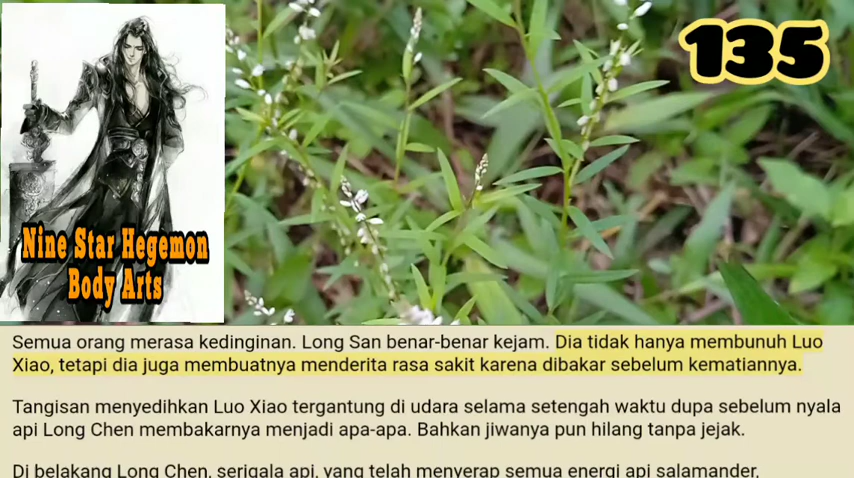 135
Nine Star Hegemon
Body Arts
Semua orang merasa kedinginan. Long San benar-benar kejam. Dia tidak hanya membunuh Luo
Xiao, tetapi dia juga membuatnya menderita rasa sakit karena dibakar sebelum kematiannya.
Tangisan menyedihkan Luo Xiao tergantung di udara selama setengah waktu dupa sebelum nyala
api Long Chen membakarnya menjadi apa-apa. Bahkan jiwanya pun hilang tanpa jejak.
Di belakang Long Chen, serigala api, yang telah menyerap semua energi api salamander,